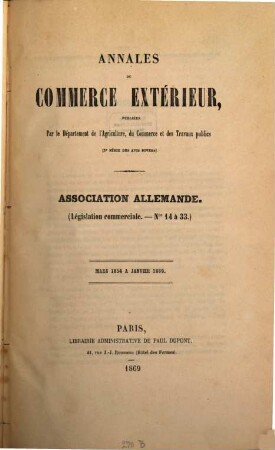 ANNALES
DU
COMMERCE EXTÉRIEUR,
PUBLIÉES
Par le Département de l'Agriculture, du Commerce et des Travaux publics
(3e SÉRIE DES AVIS DIVERS).
ASSOCIATION ALLEMANDE.
(Législation commerciale. — Nos 14 à 33.)
MARS 1854 A JANVIER 1869.
PARIS,
LIBRAIRIE ADMINISTRATIVE DE PAUL DUPONT,
41, RUE J.-J. ROUSSEAU (Hôtel des Fermes).
1869